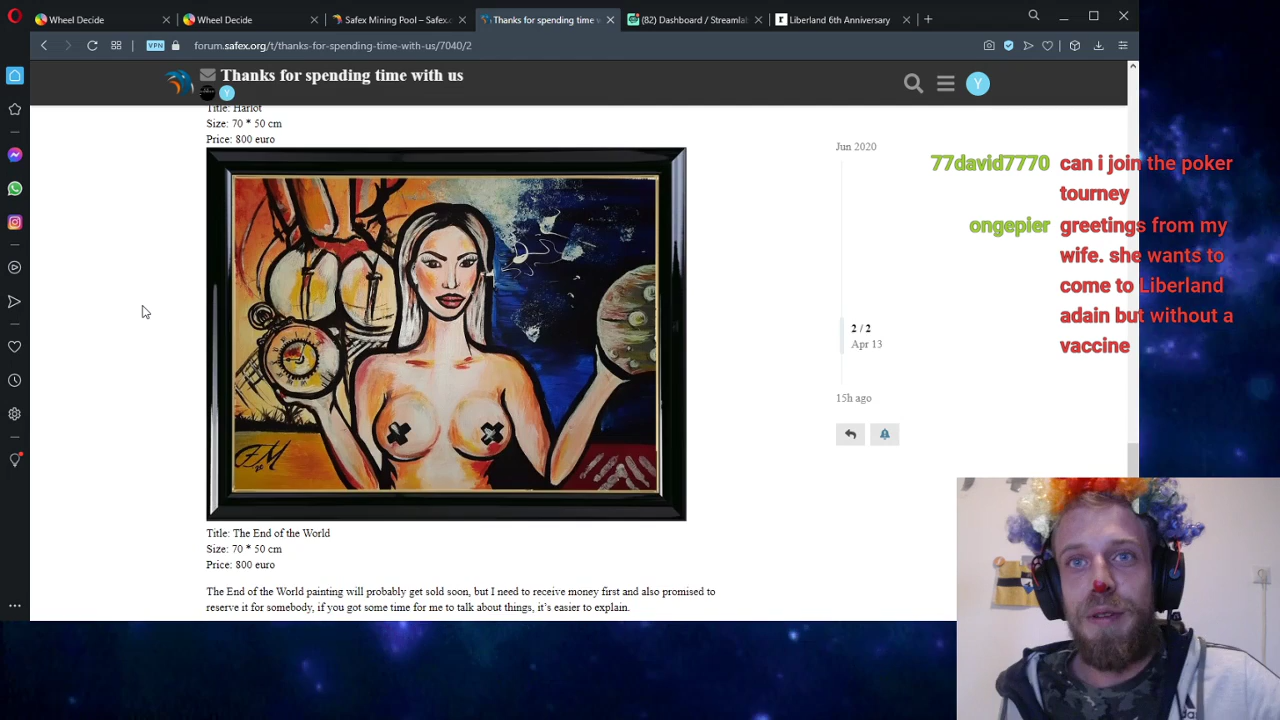 Wheel Decide
Wheel Decide
Safex Mining Pool – Safex.c
Thanks for spending time w
(82) Dashboard / Streamlab
Liberland 6th Anniversary
VPN
forum.safex.org/t/thanks-for-spending-time-with-us/7040/2
Thanks for spending time with us
Y
Y
Title: Harlot
Size: 70 * 50 cm
Price: 800 euro
Jun 2020
2 / 2
Apr 13
15h ago
77david7770 can i join the poker
tourney
ongepier greetings from my
wife. she wants to
come to Liberland
adain but without a
vaccine
Title: The End of the World
Size: 70 * 50 cm
Price: 800 euro
The End of the World painting will probably get sold soon, but I need to receive money first and also promised to
reserve it for somebody, if you got some time for me to talk about things, it's easier to explain.